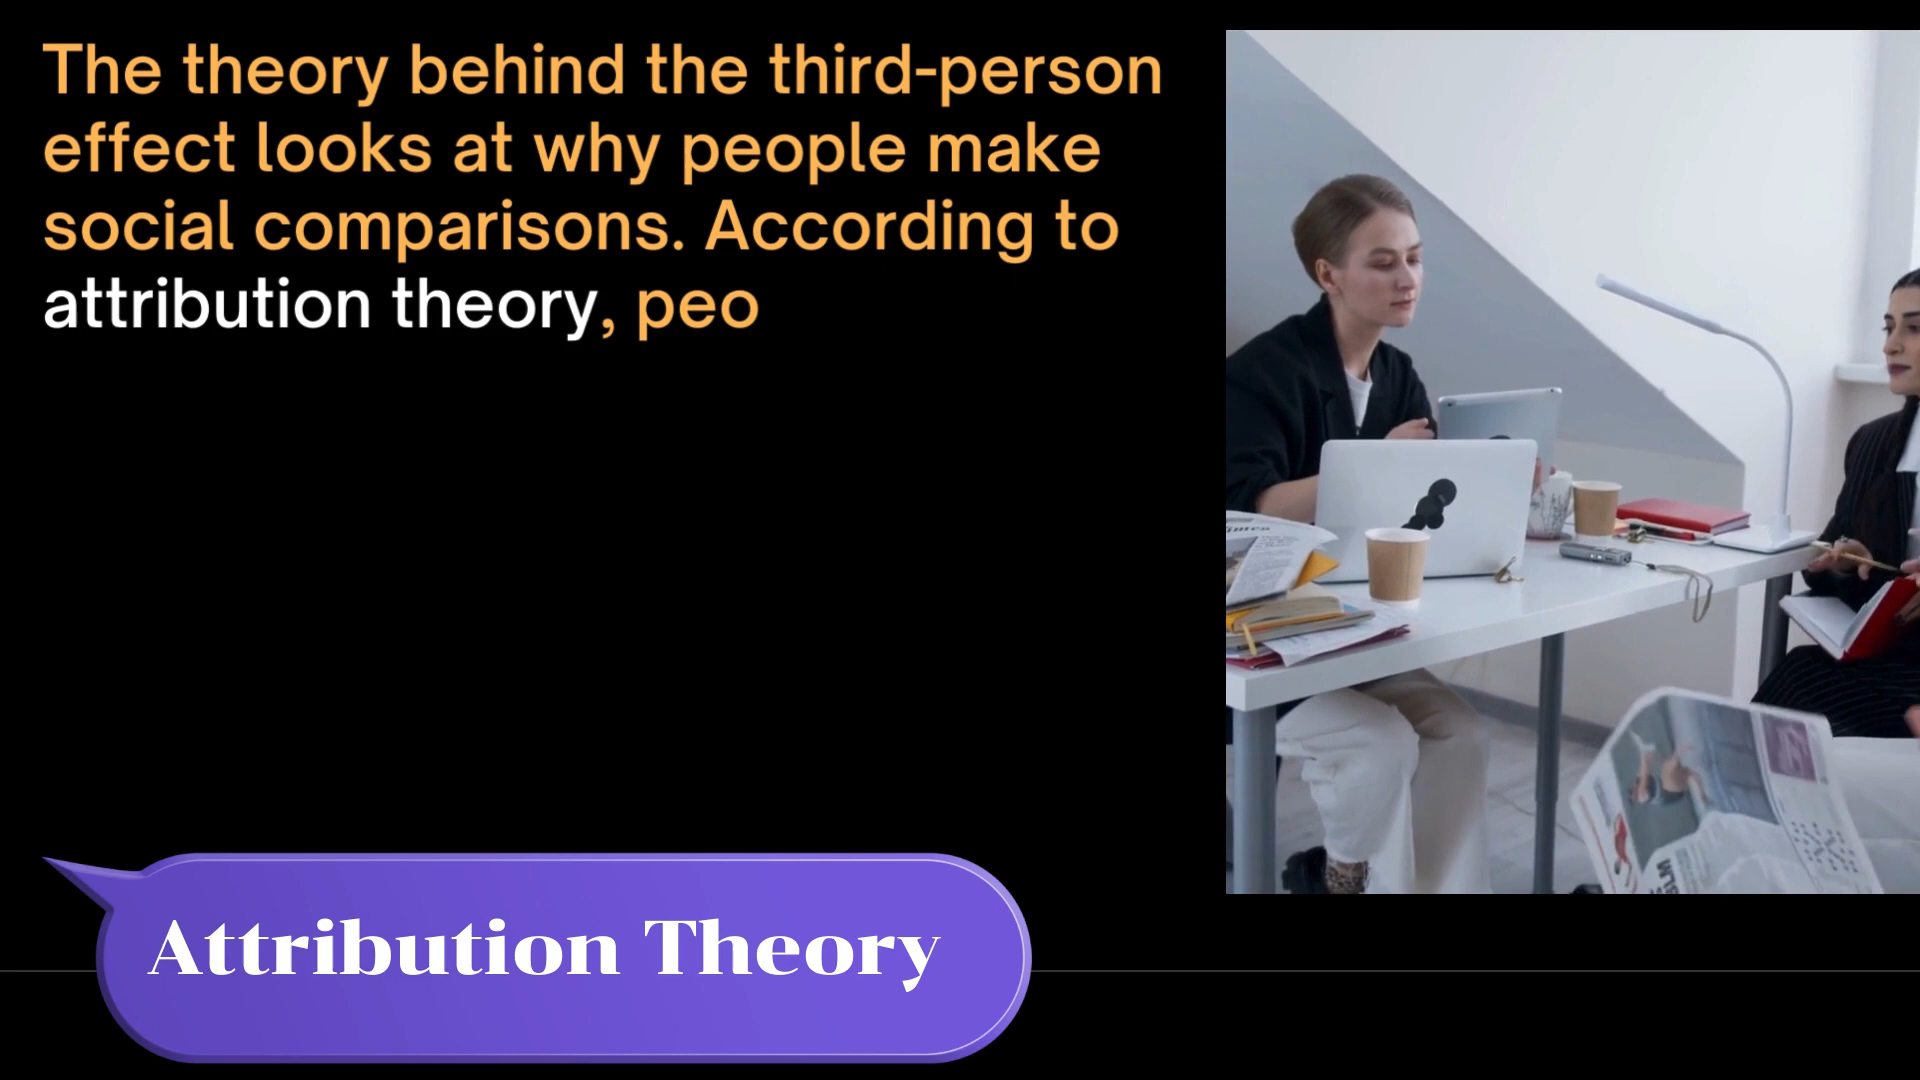 The theory behind the third-person
effect looks at why people make
social comparisons. According to
attribution theory, peo
Attribution Theory